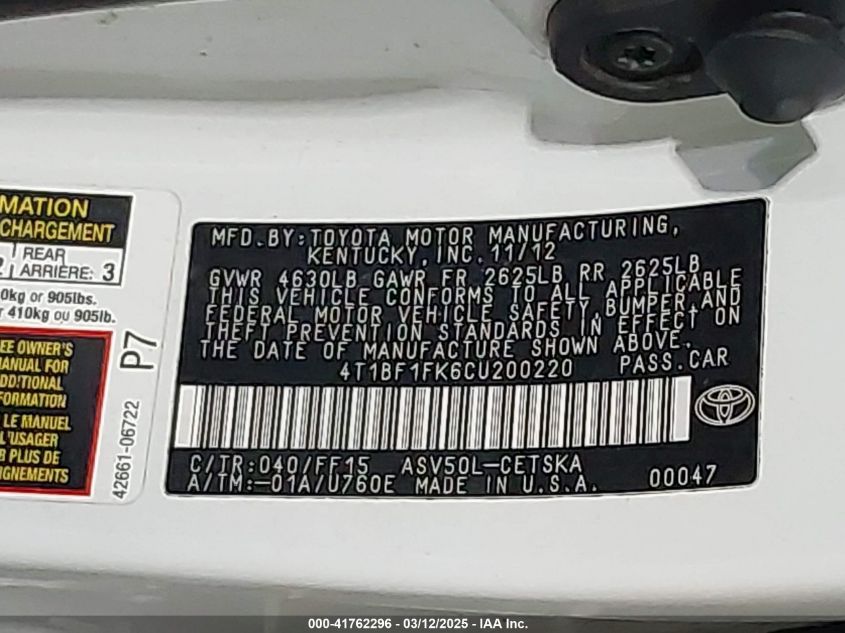 MATION
CHARGEMENT
REAR
ARRIÈRE: 3
0kg or 905lbs.
410kg ou 905lb.
EE OWNER'S
MANUAL FOR
ADDITIONAL
FORMATION
LE MANUEL
L'USAGER
R PLUS DE
IGNEMENTS
P7
42661-06722
MFD.BY:TOYOTA MOTOR MANUFACTURING,
KENTUCKY, INC. 11/12
GVWR 4630LB GAWR FR 2625LB RR 2625LB
THIS VEHICLE CONFORMS TO ALL APPLICABLE
FEDERAL MOTOR VEHICLE SAFETY,BUMPER,AND
THEFT PREVENTION STANDARDS IN EFFECT ON
THE DATE OF MANUFACTURE SHOWN ABOVE.
4T1BF1FK6CU200220 PASS.CAR
C/TR:040/FF15 ASV50L-CETSKA
A/TM:-01A/U760E MADE IN U.S.A. 00047
000-41762296 - 03/12/2025 - IAA Inc.